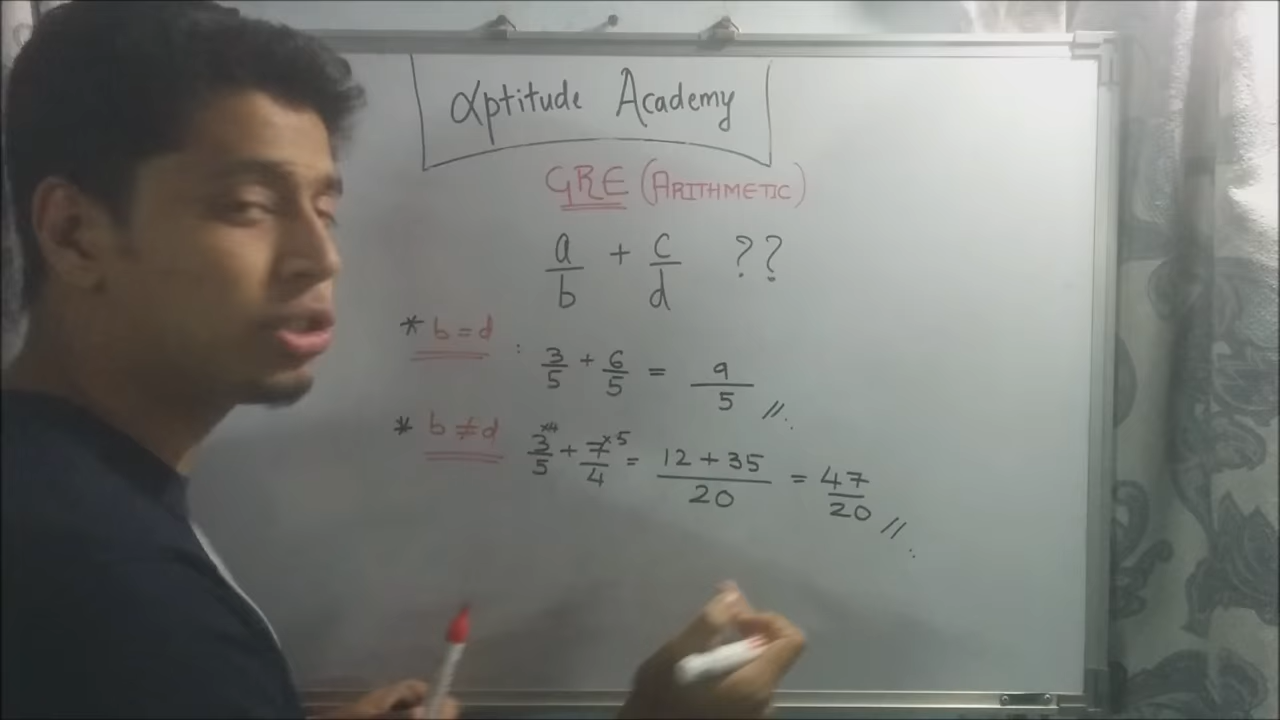 αptitude Academy
GRE (ARITHMETIC)
a/b + c/d ??
* b = d : 3/5 + 6/5 = 9/5 //.
* b ≠ d 3×4/5 + 7×5/4 = 12 + 35/20 = 47/20 //.